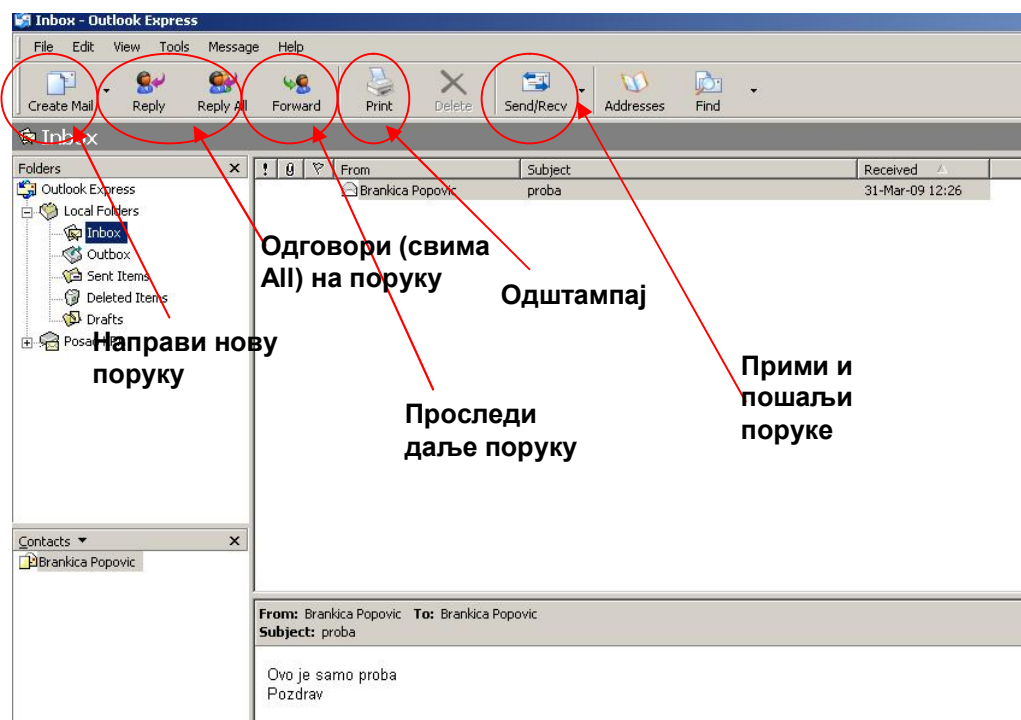 Inbox - Outlook Express
File Edit View Tools Message Help
Create Mail Reply Reply All Forward Print Delete Send/Recv Addresses Find
Inbox
Folders
! From Subject Received
Outlook Express
Brankica Popovic proba 31-Mar-09 12:26
Local Folders
Inbox
Outbox
Sent Items
Deleted Items
Drafts
Одговори (свима
All) на поруку
Одштампај
Направи нову
поруку
Проследи
даље поруку
Прими и
пошаљи
поруке
Contacts
Brankica Popovic
From: Brankica Popovic To: Brankica Popovic
Subject: proba
Ovo je samo proba
Pozdrav